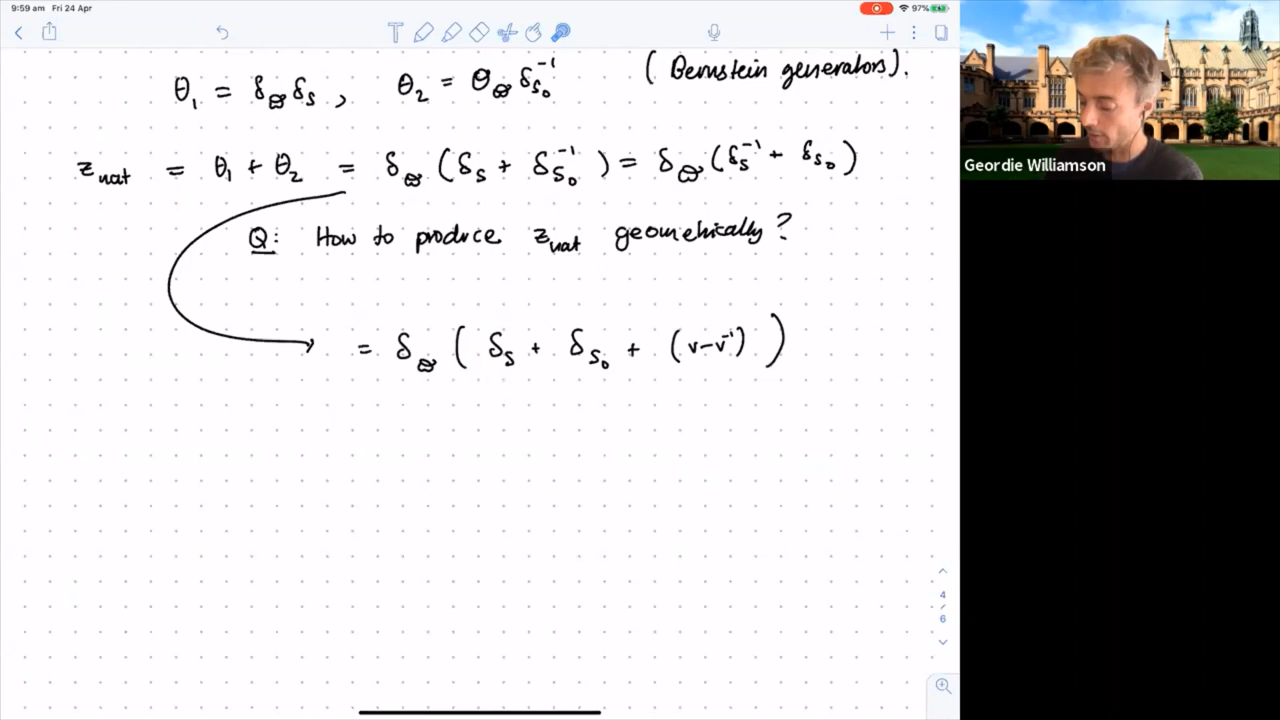 9:59 am Fri 24 Apr
97%
( Bernstein generators).
θ₁ = δ_ϖ δ_s , θ₂ = θ_ϖ δ_{s₀}^{-1}
z_nat = θ₁ + θ₂ = δ_ϖ (δ_s + δ_{s₀}^{-1}) = δ_ϖ (δ_s^{-1} + δ_{s₀})
Q: How to produce z_nat geometrically?
= δ_ϖ ( δ_s + δ_{s₀} + (v-v^{-1}) )
4
/
6
Geordie Williamson